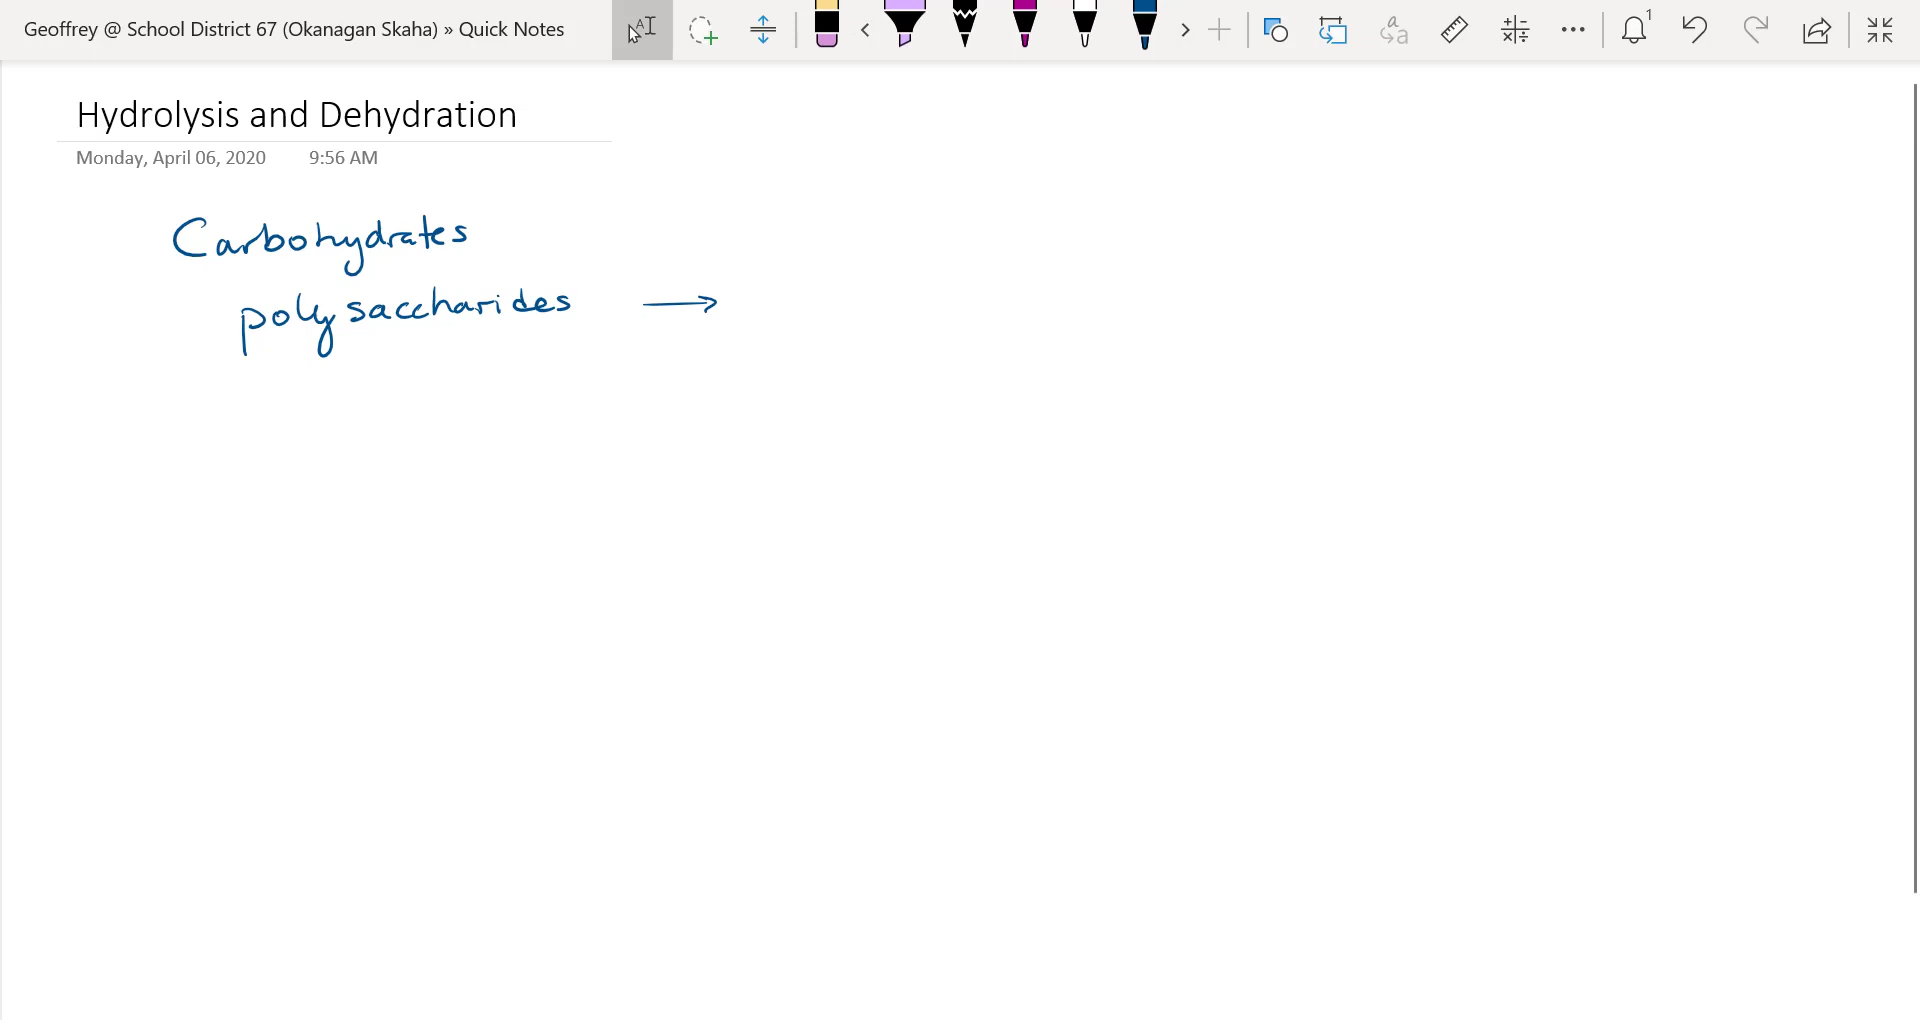 Geoffrey @ School District 67 (Okanagan Skaha) » Quick Notes
1
Hydrolysis and Dehydration
Monday, April 06, 2020 9:56 AM
Carbohydrates
polysaccharides →